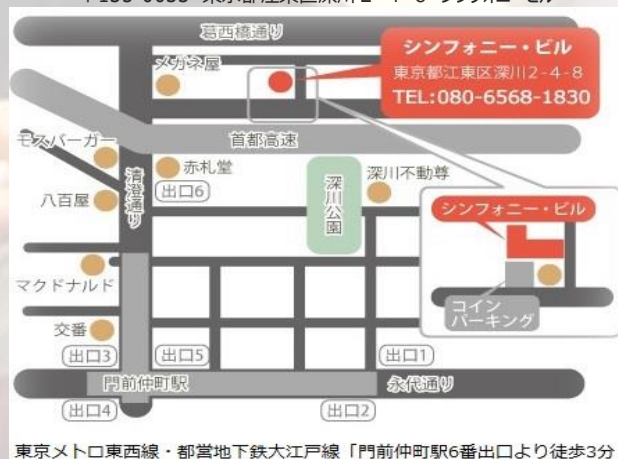 葛西橋通り
シンフォニー・ビル
東京都江東区深川2-4-8
TEL:080-6568-1830
メガネ屋
モスバーガー
首都高速
赤札堂
出口6
清澄通り
八百屋
深川公園
深川不動尊
シンフォニー・ビル
コイン
パーキング
マクドナルド
交番
出口3
出口5
出口1
門前仲町駅
永代通り
出口4
出口2
東京メトロ東西線・都営地下鉄大江戸線「門前仲町駅6番出口より徒歩3分